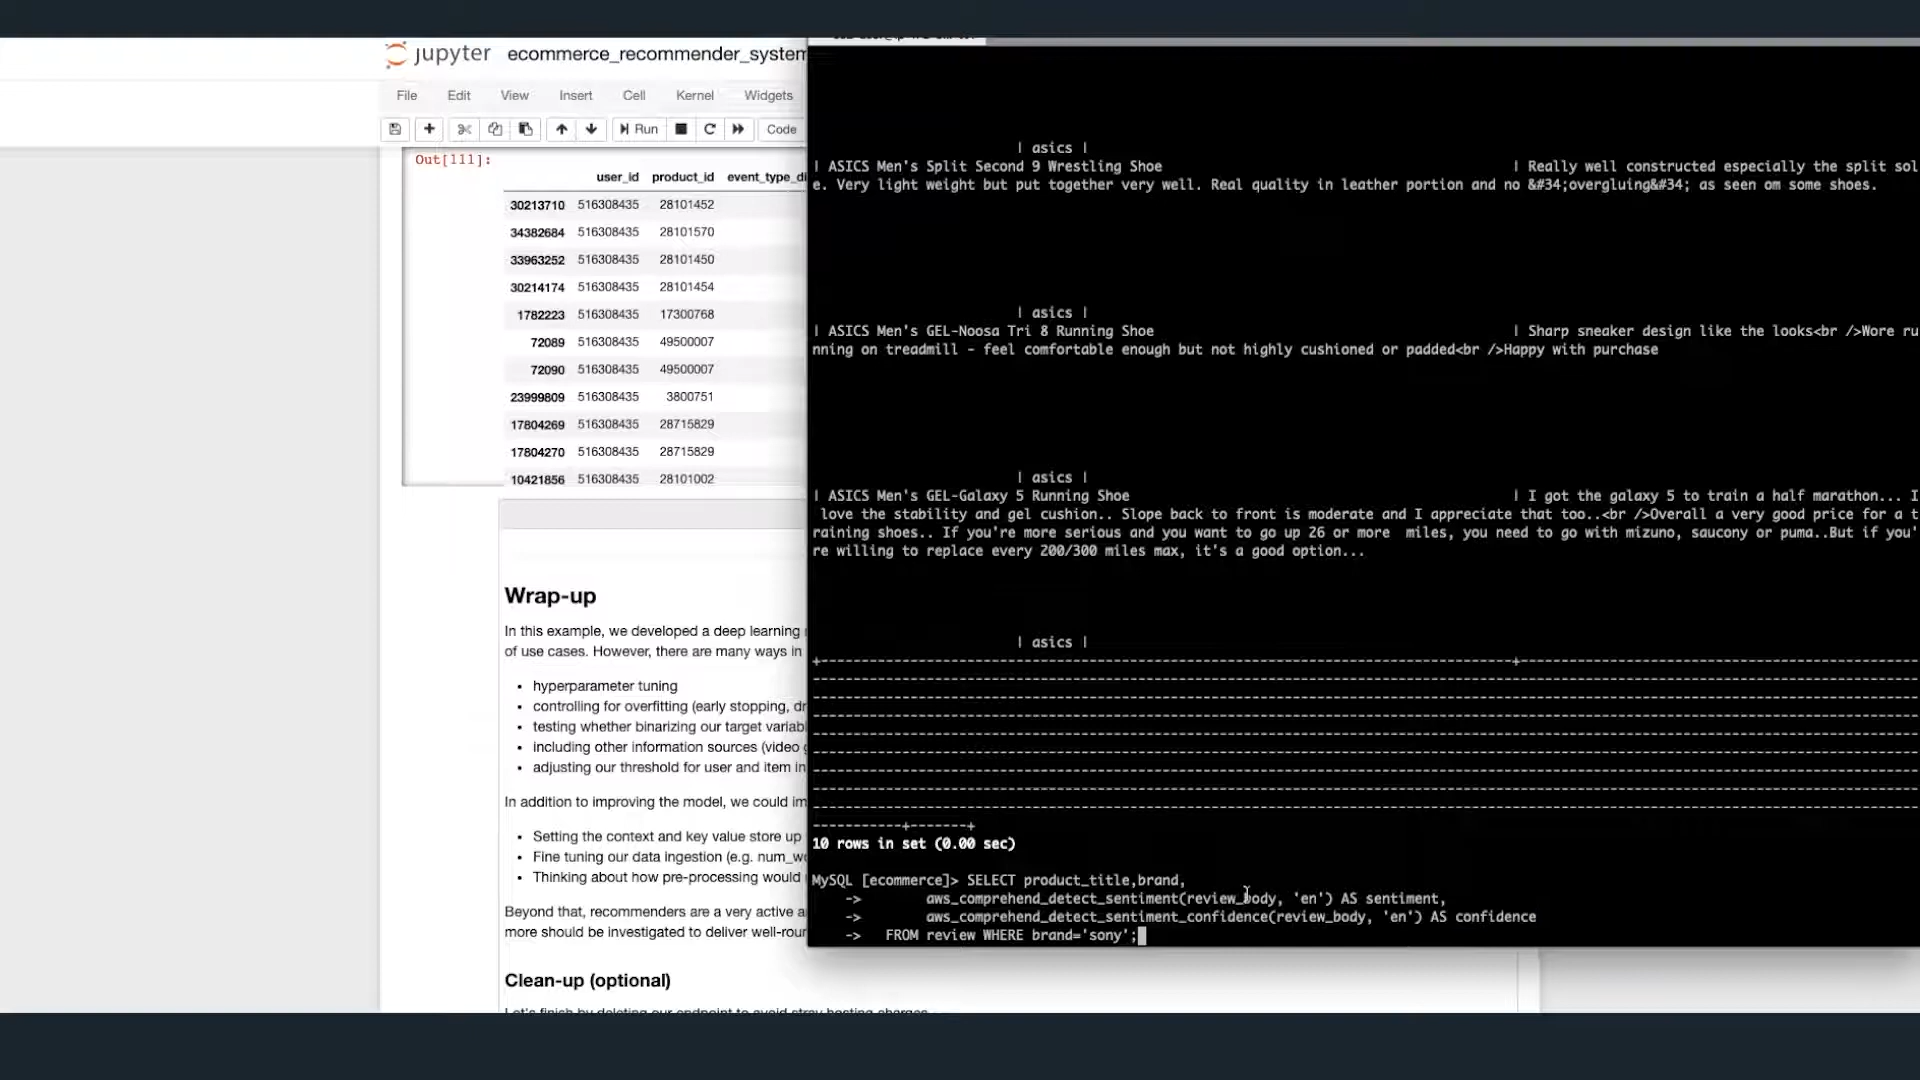 jupyter ecommerce_recommender_system
File Edit View Insert Cell Kernel Widgets
Run Code
Out[111]:
user_id product_id event_type_di
30213710 516308435 28101452
34382684 516308435 28101570
33963252 516308435 28101450
30214174 516308435 28101454
1782223 516308435 17300768
72089 516308435 49500007
72090 516308435 49500007
23999809 516308435 3800751
17804269 516308435 28715829
17804270 516308435 28715829
10421856 516308435 28101002
Wrap-up
In this example, we developed a deep learning
of use cases. However, there are many ways in
• hyperparameter tuning
• controlling for overfitting (early stopping, dr
• testing whether binarizing our target variabl
• including other information sources (video g
• adjusting our threshold for user and item in
In addition to improving the model, we could im
• Setting the context and key value store up
• Fine tuning our data ingestion (e.g. num_wo
• Thinking about how pre-processing would
Beyond that, recommenders are a very active a
more should be investigated to deliver well-rour
Clean-up (optional)
Let's finish by deleting our endpoint to avoid stray hosting charges
| asics |
| ASICS Men's Split Second 9 Wrestling Shoe | Really well constructed especially the split sol
e. Very light weight but put together very well. Real quality in leather portion and no &#34;overgluing&#34; as seen om some shoes.
| asics |
| ASICS Men's GEL-Noosa Tri 8 Running Shoe | Sharp sneaker design like the looks<br />Wore ru
nning on treadmill - feel comfortable enough but not highly cushioned or padded<br />Happy with purchase
| asics |
| ASICS Men's GEL-Galaxy 5 Running Shoe | I got the galaxy 5 to train a half marathon... I
love the stability and gel cushion.. Slope back to front is moderate and I appreciate that too..<br />Overall a very good price for a t
raining shoes.. If you're more serious and you want to go up 26 or more  miles, you need to go with mizuno, saucony or puma..But if you'
re willing to replace every 200/300 miles max, it's a good option...
| asics |
10 rows in set (0.00 sec)
MySQL [ecommerce]> SELECT product_title,brand,
-> aws_comprehend_detect_sentiment(review_body, 'en') AS sentiment,
-> aws_comprehend_detect_sentiment_confidence(review_body, 'en') AS confidence
-> FROM review WHERE brand='sony';